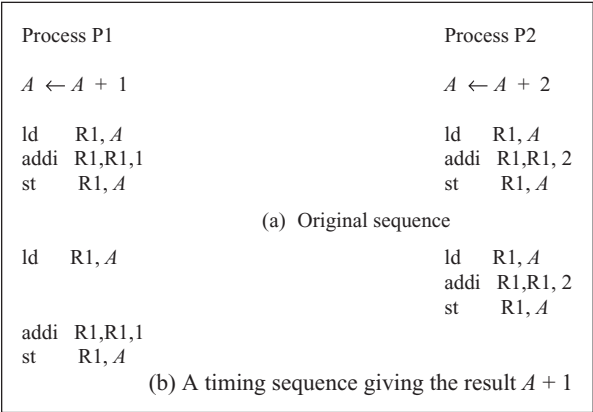 Process P1 Process P2
A ← A + 1 A ← A + 2
ld R1, A ld R1, A
addi R1,R1,1 addi R1,R1, 2
st R1, A st R1, A
(a) Original sequence
ld R1, A ld R1, A
addi R1,R1, 2
st R1, A
addi R1,R1,1
st R1, A
(b) A timing sequence giving the result A + 1